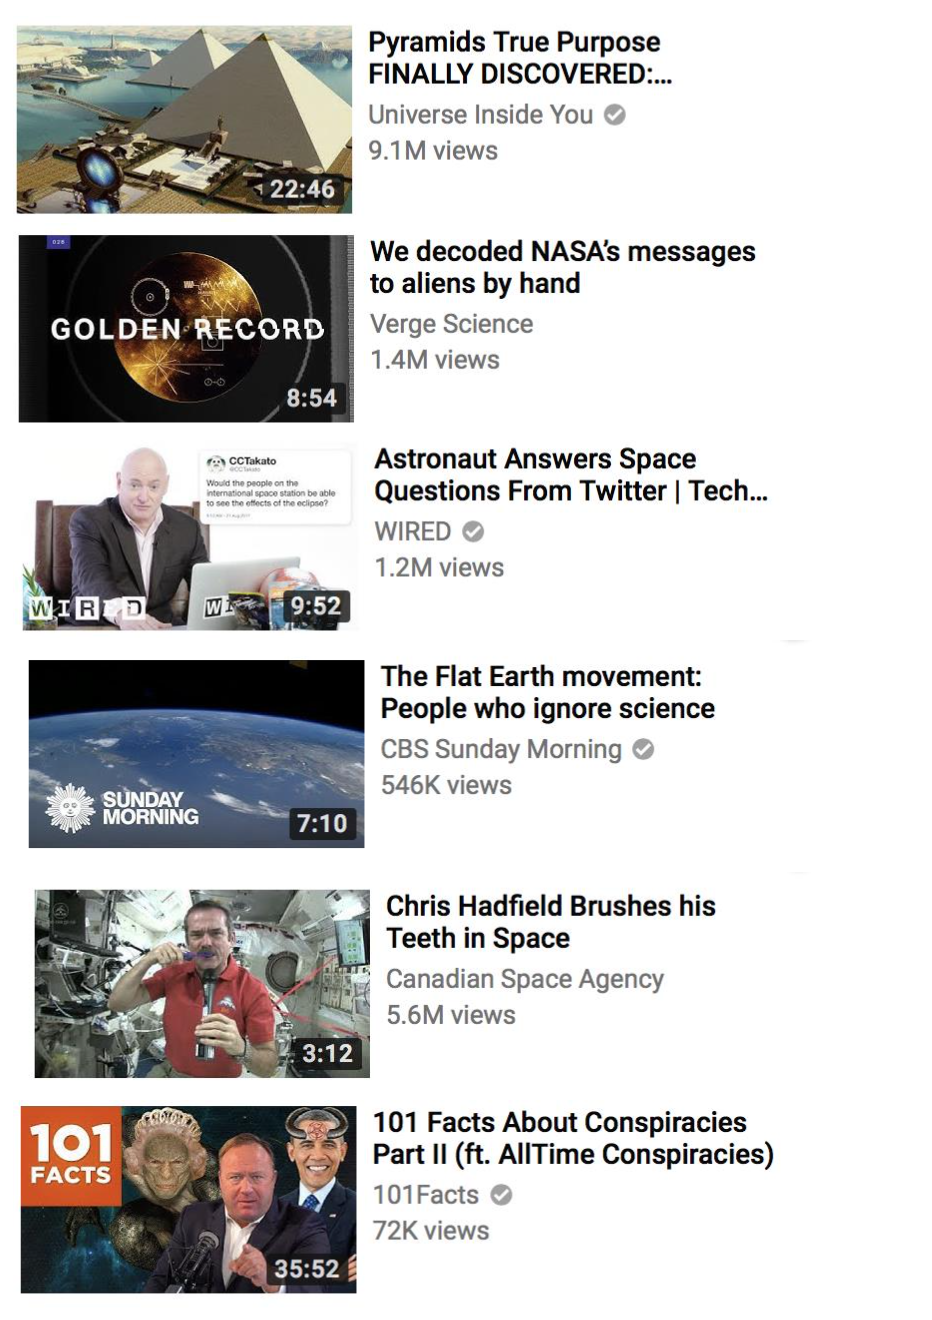 Pyramids True Purpose
FINALLY DISCOVERED:...
Universe Inside You
9.1M views
22:46
028
GOLDEN RECORD
8:54
We decoded NASA's messages
to aliens by hand
Verge Science
1.4M views
CCTakato
@CCTakato
Would the people on the
international space station be able
to see the effects of the eclipse?
WIRED
9:52
Astronaut Answers Space
Questions From Twitter | Tech...
WIRED
1.2M views
SUNDAY
MORNING
7:10
The Flat Earth movement:
People who ignore science
CBS Sunday Morning
546K views
3:12
Chris Hadfield Brushes his
Teeth in Space
Canadian Space Agency
5.6M views
101
FACTS
35:52
101 Facts About Conspiracies
Part II (ft. AllTime Conspiracies)
101Facts
72K views